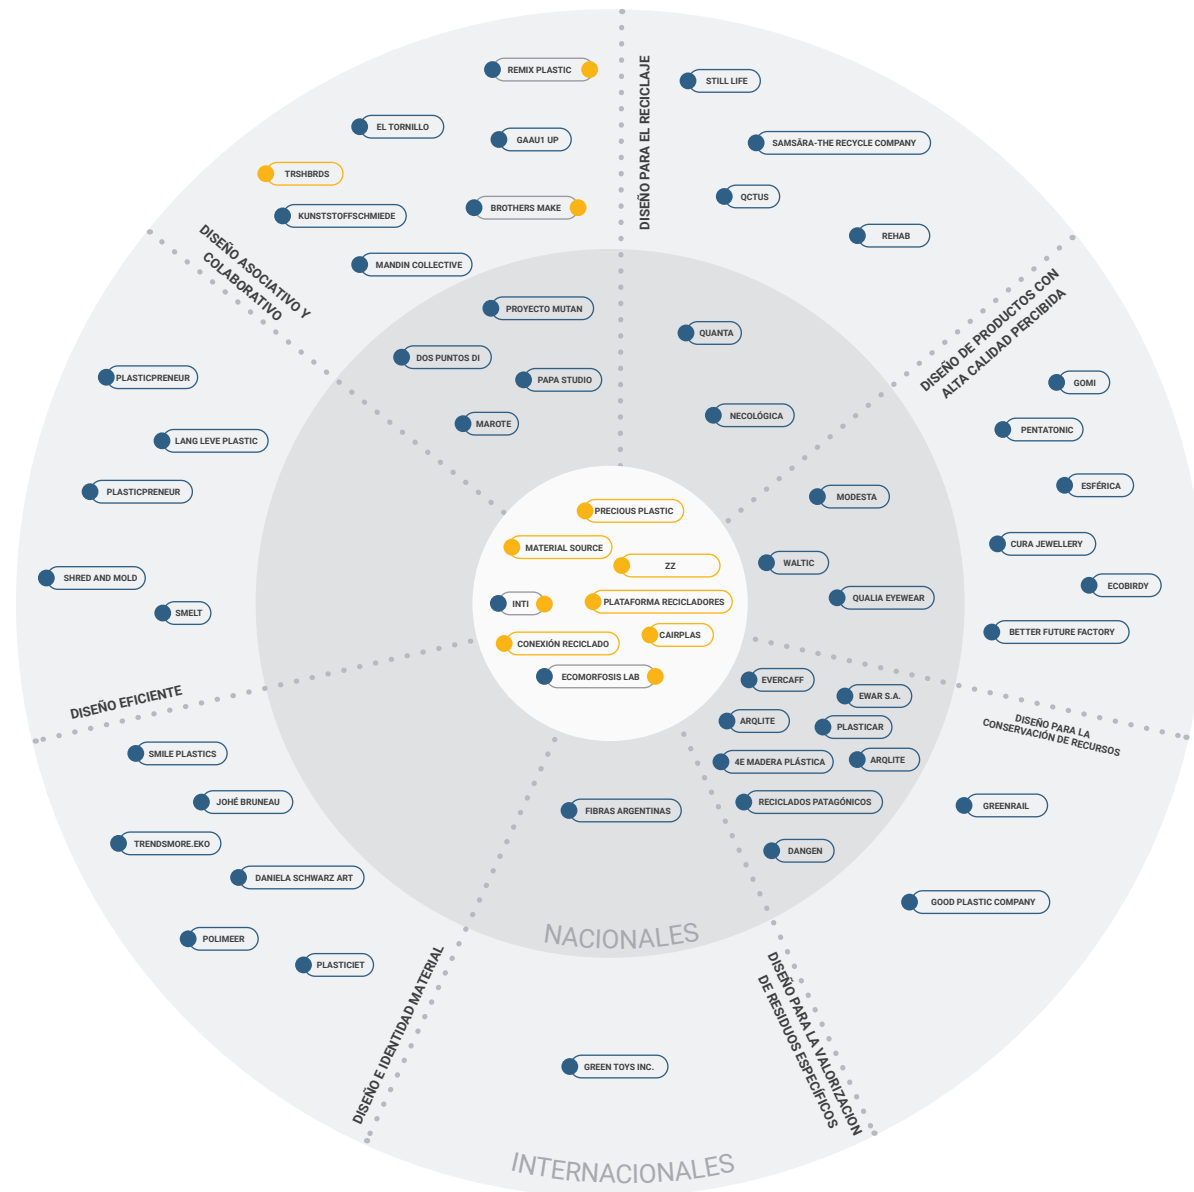 REMIX PLASTIC
EL TORNILLO
GAAU1 UP
TRSHBRDS
KUNSTSTOFFSCHMIEDE
BROTHERS MAKE
MANDIN COLLECTIVE
DISEÑO PARA EL RECICLAJE
STILL LIFE
SAMSĀRA-THE RECYCLE COMPANY
QCTUS
REHAB
DISEÑO ASOCIATIVO Y
COLABORATIVO
PROYECTO MUTAN
DOS PUNTOS DI
PAPA STUDIO
MAROTE
QUANTA
NECOLÓGICA
DISEÑO DE PRODUCTOS CON
ALTA CALIDAD PERCIBIDA
GOMI
PENTATONIC
ESFÉRICA
CURA JEWELLERY
ECOBIRDY
BETTER FUTURE FACTORY
MODESTA
WALTIC
QUALIA EYEWEAR
PLASTICPRENEUR
LANG LEVE PLASTIC
PLASTICPRENEUR
SHRED AND MOLD
SMELT
PRECIOUS PLASTIC
MATERIAL SOURCE
ZZ
INTI
PLATAFORMA RECICLADORES
CONEXIÓN RECICLADO
CAIRPLAS
ECOMORFOSIS LAB
DISEÑO EFICIENTE
SMILE PLASTICS
JOHÉ BRUNEAU
TRENDSMORE.EKO
DANIELA SCHWARZ ART
POLIMEER
PLASTICIET
EVERCAFF
EWAR S.A.
ARQLITE
PLASTICAR
4E MADERA PLÁSTICA
ARQLITE
RECICLADOS PATAGÓNICOS
DANGEN
DISEÑO PARA LA
CONSERVACIÓN DE RECURSOS
GREENRAIL
GOOD PLASTIC COMPANY
FIBRAS ARGENTINAS
NACIONALES
DISEÑO E IDENTIDAD MATERIAL
DISEÑO PARA LA VALORIZACION
DE RESIDUOS ESPECÍFICOS
GREEN TOYS INC.
INTERNACIONALES